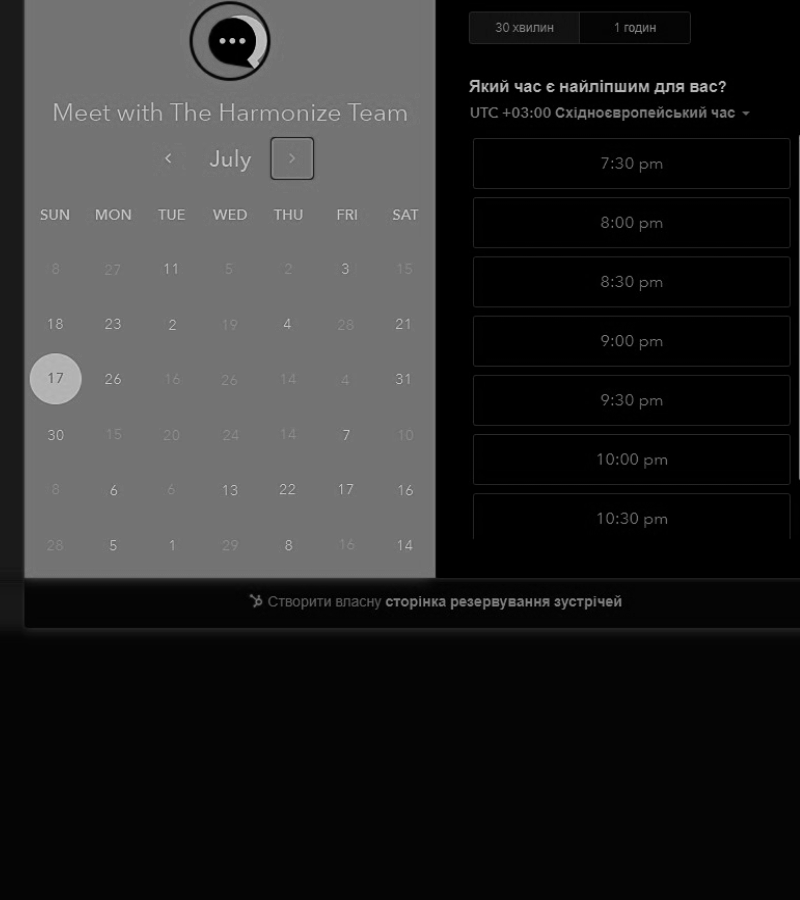 Meet with The Harmonize Team
July
SUN MON TUE WED THU FRI SAT
8 27 11 5 2 3 15
18 23 2 19 4 28 21
17 26 16 26 14 4 31
30 15 20 24 14 7 10
8 6 6 13 22 17 16
28 5 1 29 8 16 14
30 хвилин 1 годин
Який час є найліпшим для вас?
UTC +03:00 Східноєвропейський час
7:30 pm
8:00 pm
8:30 pm
9:00 pm
9:30 pm
10:00 pm
10:30 pm
Створити власну сторінка резервування зустрічей